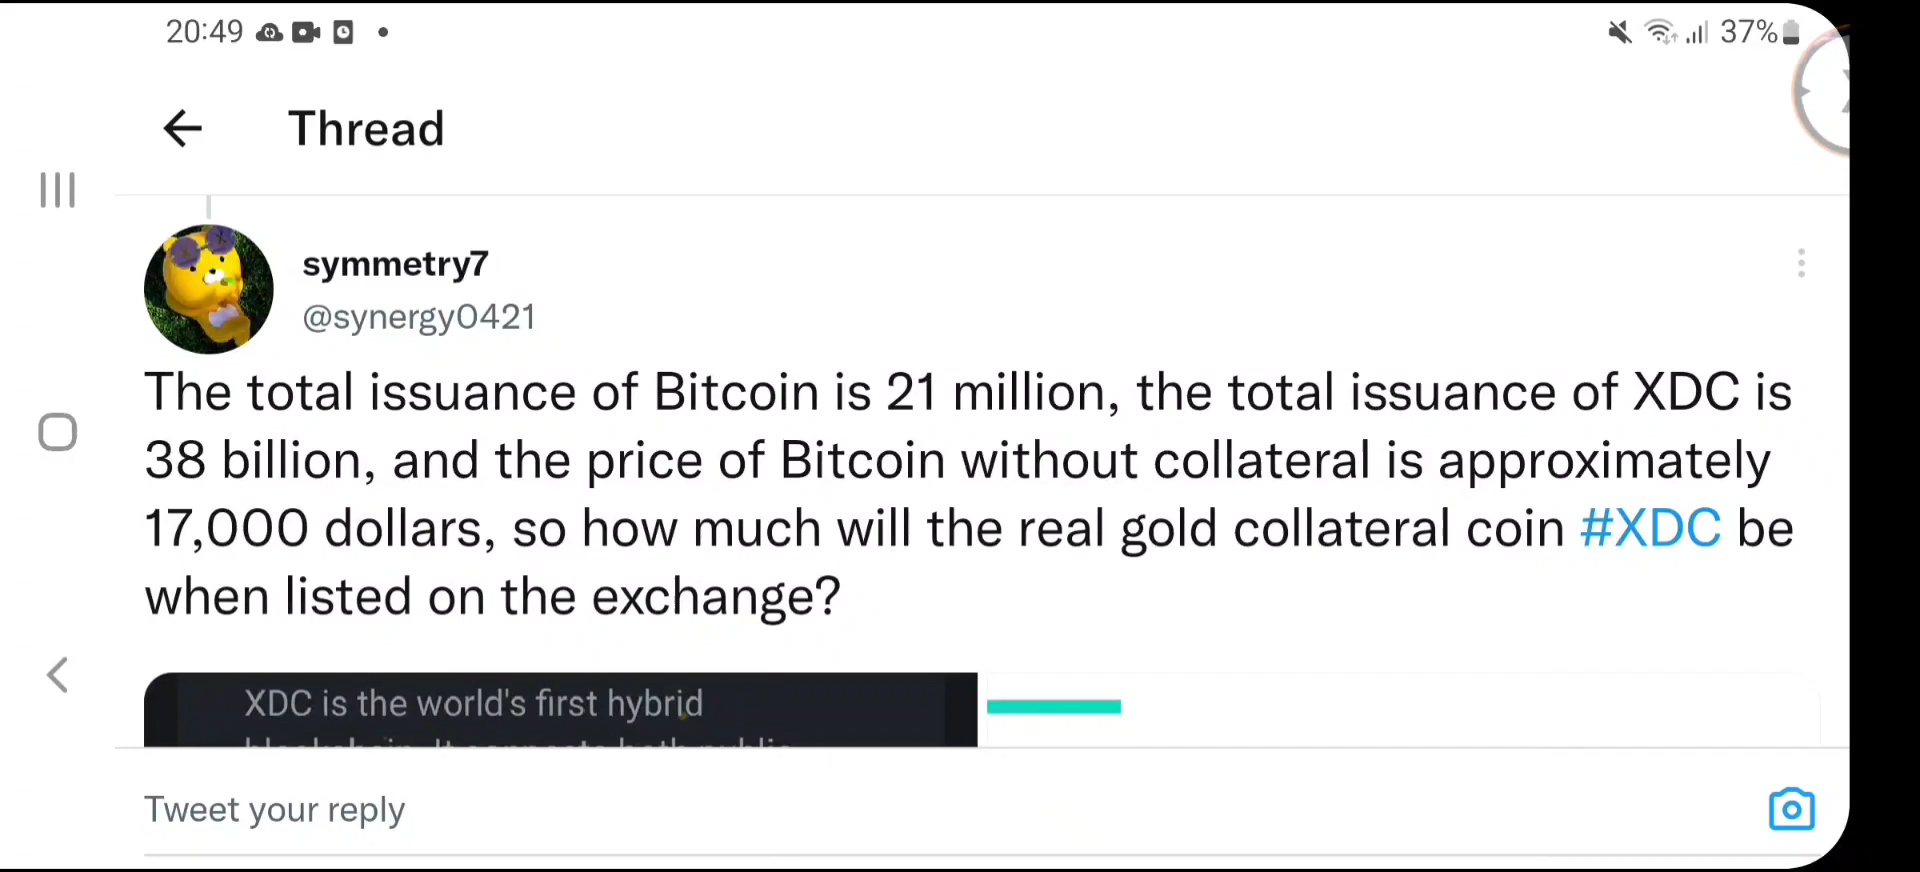 20:49
37%
Thread
symmetry7
@synergy0421
The total issuance of Bitcoin is 21 million, the total issuance of XDC is
38 billion, and the price of Bitcoin without collateral is approximately
17,000 dollars, so how much will the real gold collateral coin #XDC be
when listed on the exchange?
XDC is the world's first hybrid
Tweet your reply